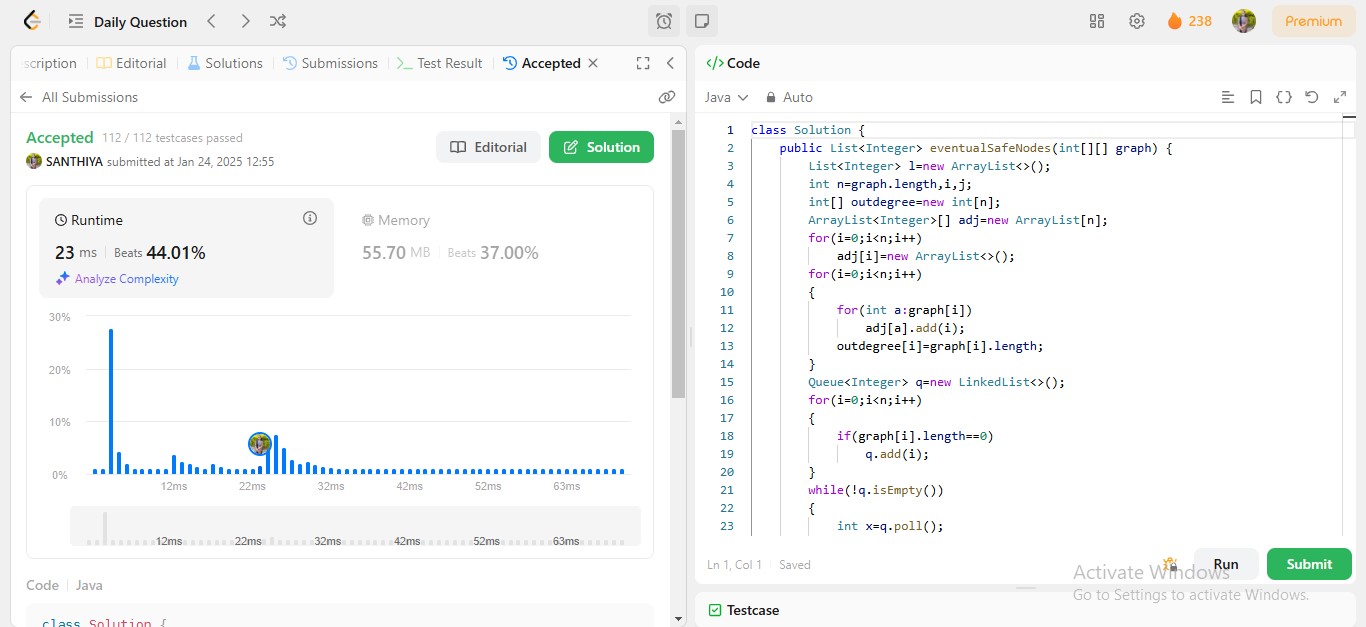 Daily Question
238
Premium
scription
Editorial
Solutions
Submissions
Test Result
Accepted
All Submissions
Accepted 112 / 112 testcases passed
SANTHIYA submitted at Jan 24, 2025 12:55
Editorial
Solution
Runtime
23 ms Beats 44.01%
Analyze Complexity
Memory
55.70 MB Beats 37.00%
30%
20%
10%
0%
12ms 22ms 32ms 42ms 52ms 63ms
12ms 22ms 32ms 42ms 52ms 63ms
Code Java
class Solution {
</> Code
Java Auto
1 class Solution {
2 public List<Integer> eventualSafeNodes(int[][] graph) {
3 List<Integer> l=new ArrayList<>();
4 int n=graph.length,i,j;
5 int[] outdegree=new int[n];
6 ArrayList<Integer>[] adj=new ArrayList[n];
7 for(i=0;i<n;i++)
8 adj[i]=new ArrayList<>();
9 for(i=0;i<n;i++)
10 {
11 for(int a:graph[i])
12 adj[a].add(i);
13 outdegree[i]=graph[i].length;
14 }
15 Queue<Integer> q=new LinkedList<>();
16 for(i=0;i<n;i++)
17 {
18 if(graph[i].length==0)
19 q.add(i);
20 }
21 while(!q.isEmpty())
22 {
23 int x=q.poll();
Ln 1, Col 1 Saved
Run
Submit
Activate Windows
Go to Settings to activate Windows.
Testcase